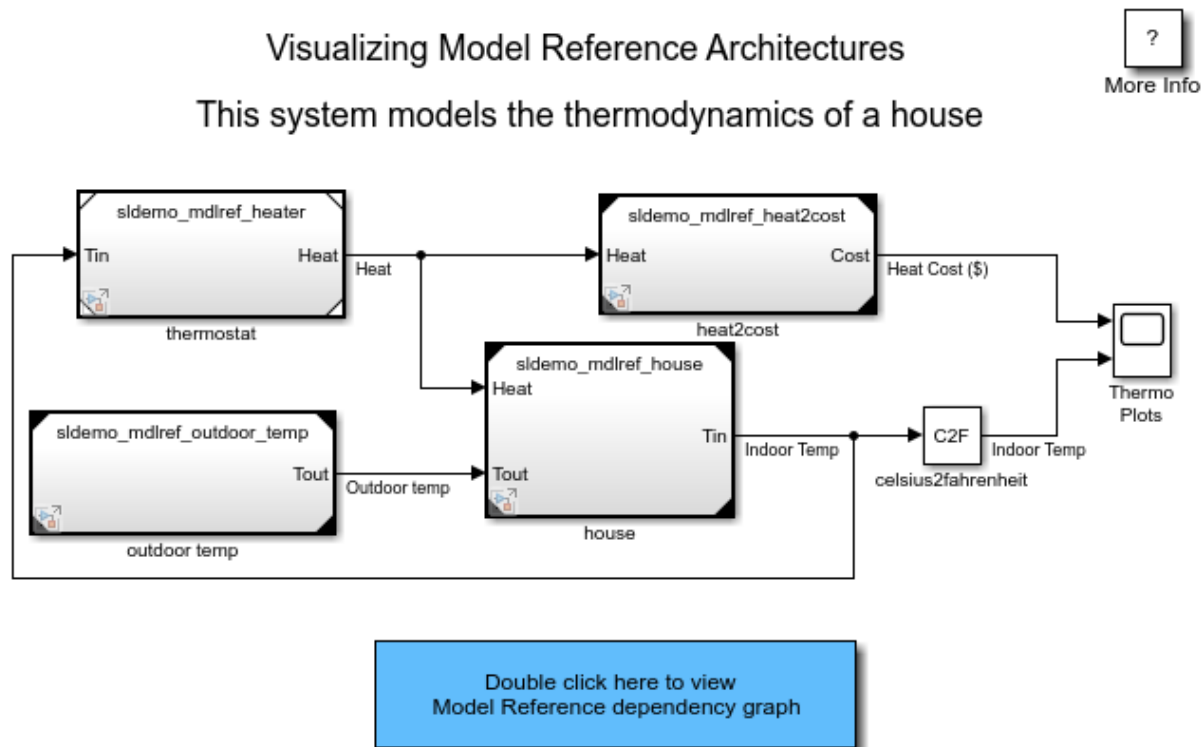 Visualizing Model Reference Architectures
?
More Info
This system models the thermodynamics of a house
sldemo_mdlref_heater
Tin
Heat
Heat
thermostat
sldemo_mdlref_heat2cost
Heat
Cost
Heat Cost ($)
heat2cost
sldemo_mdlref_house
Heat
Tin
Tout
Indoor Temp
house
sldemo_mdlref_outdoor_temp
Tout
Outdoor temp
outdoor temp
C2F
Indoor Temp
celsius2fahrenheit
Thermo
Plots
Double click here to view
Model Reference dependency graph